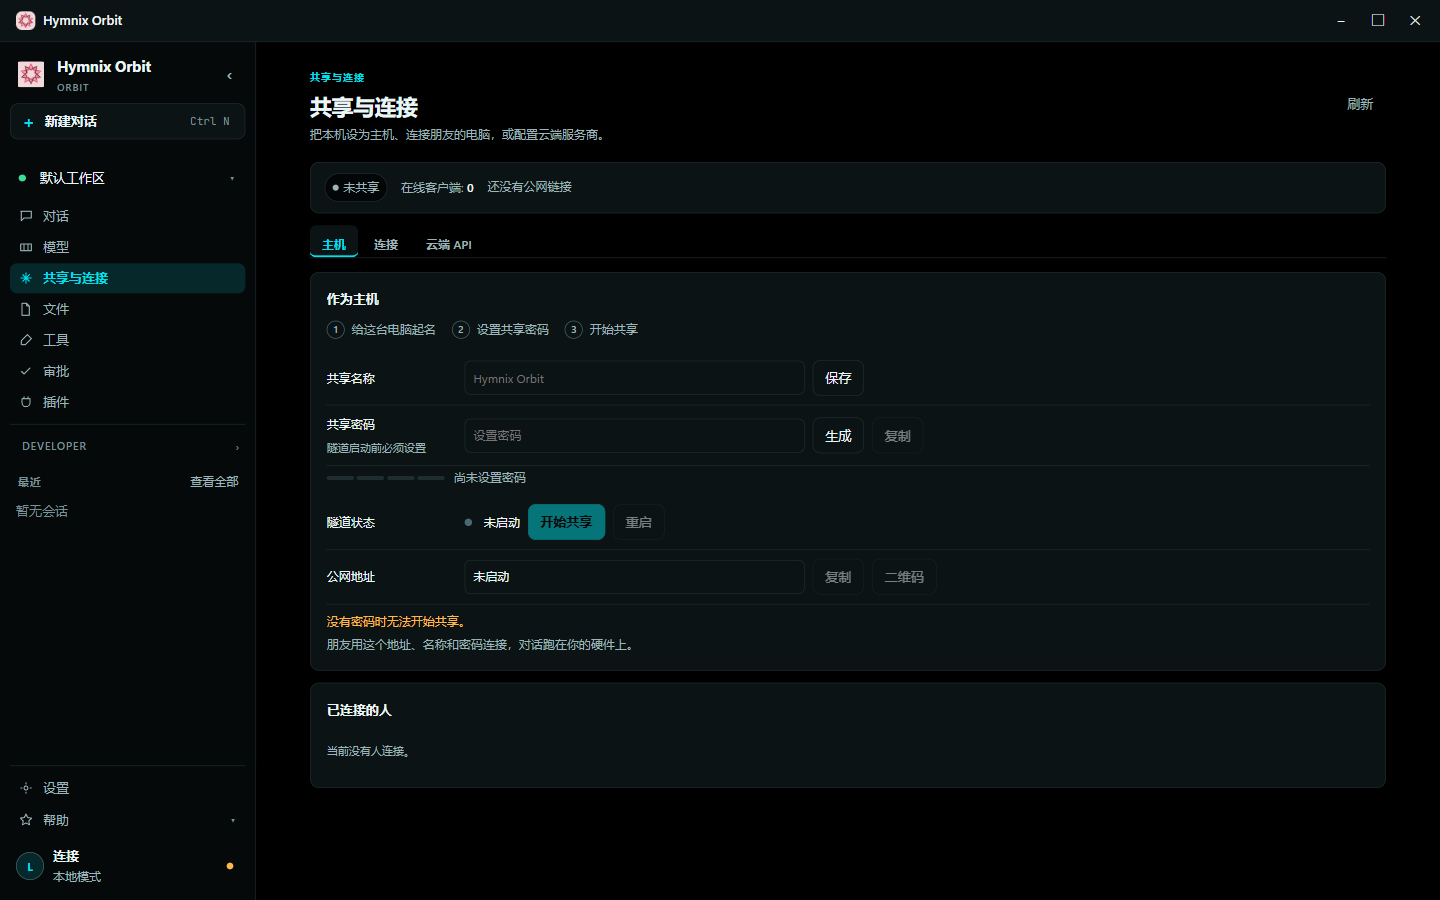 Hymnix Orbit
Hymnix Orbit
ORBIT
新建对话 Ctrl N
默认工作区
对话
模型
共享与连接
文件
工具
审批
插件
DEVELOPER
最近 查看全部
暂无会话
设置
帮助
L 连接
本地模式
共享与连接
共享与连接
刷新
把本机设为主机、连接朋友的电脑，或配置云端服务商。
未共享 在线客户端: 0 还没有公网链接
主机 连接 云端 API
作为主机
1 给这台电脑起名 2 设置共享密码 3 开始共享
共享名称 Hymnix Orbit 保存
共享密码 设置密码 生成 复制
隧道启动前必须设置
尚未设置密码
隧道状态 未启动 开始共享 重启
公网地址 未启动 复制 二维码
没有密码时无法开始共享。
朋友用这个地址、名称和密码连接，对话跑在你的硬件上。
已连接的人
当前没有人连接。